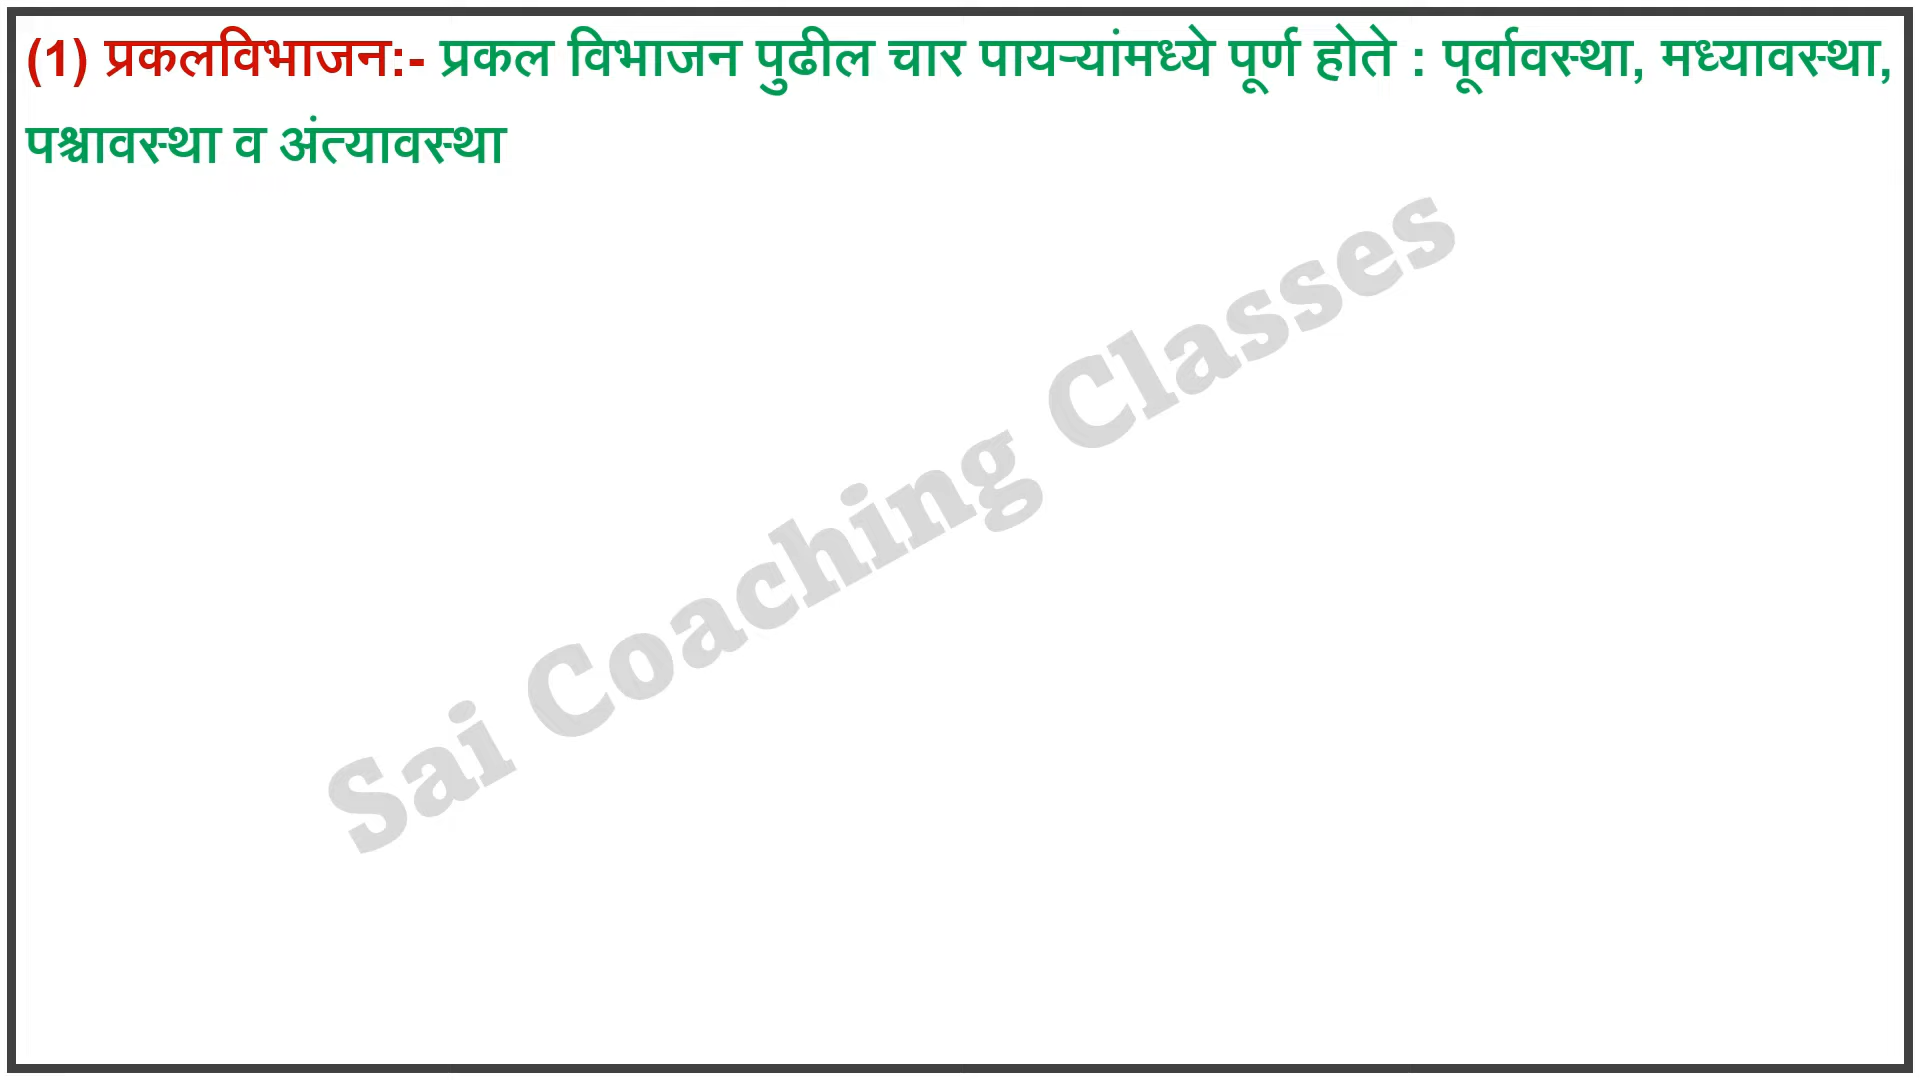 (1) प्रकलविभाजन:- प्रकल विभाजन पुढील चार पायऱ्यांमध्ये पूर्ण होते : पूर्वावस्था, मध्यावस्था,
पश्चावस्था व अंत्यावस्था
Sai Coaching Classes